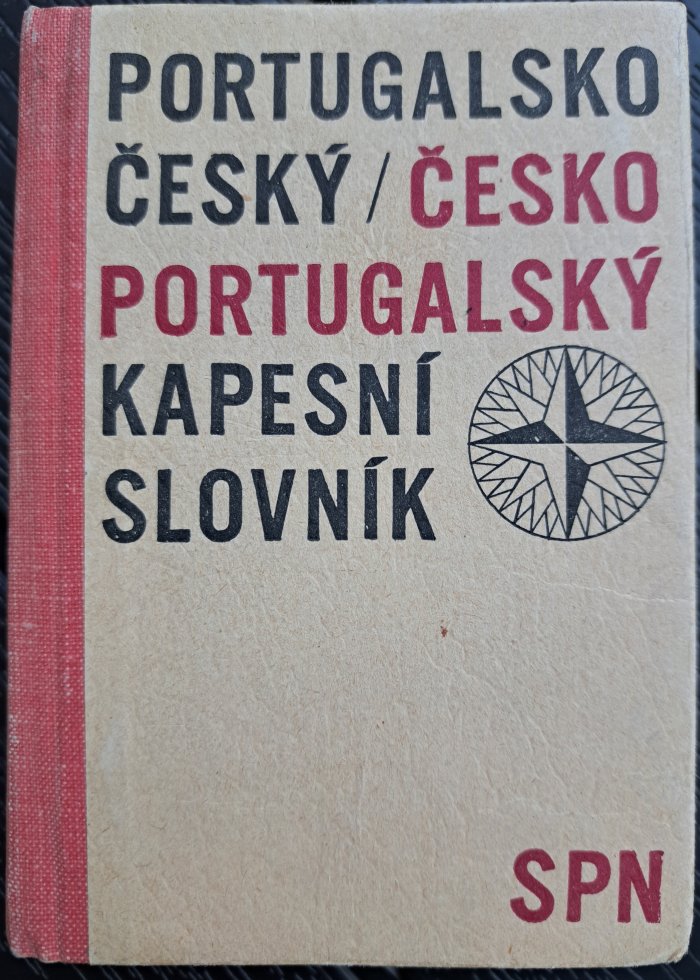 PORTUGALSKO
ČESKÝ / ČESKO
PORTUGALSKÝ
KAPESNÍ
SLOVNÍK
SPN